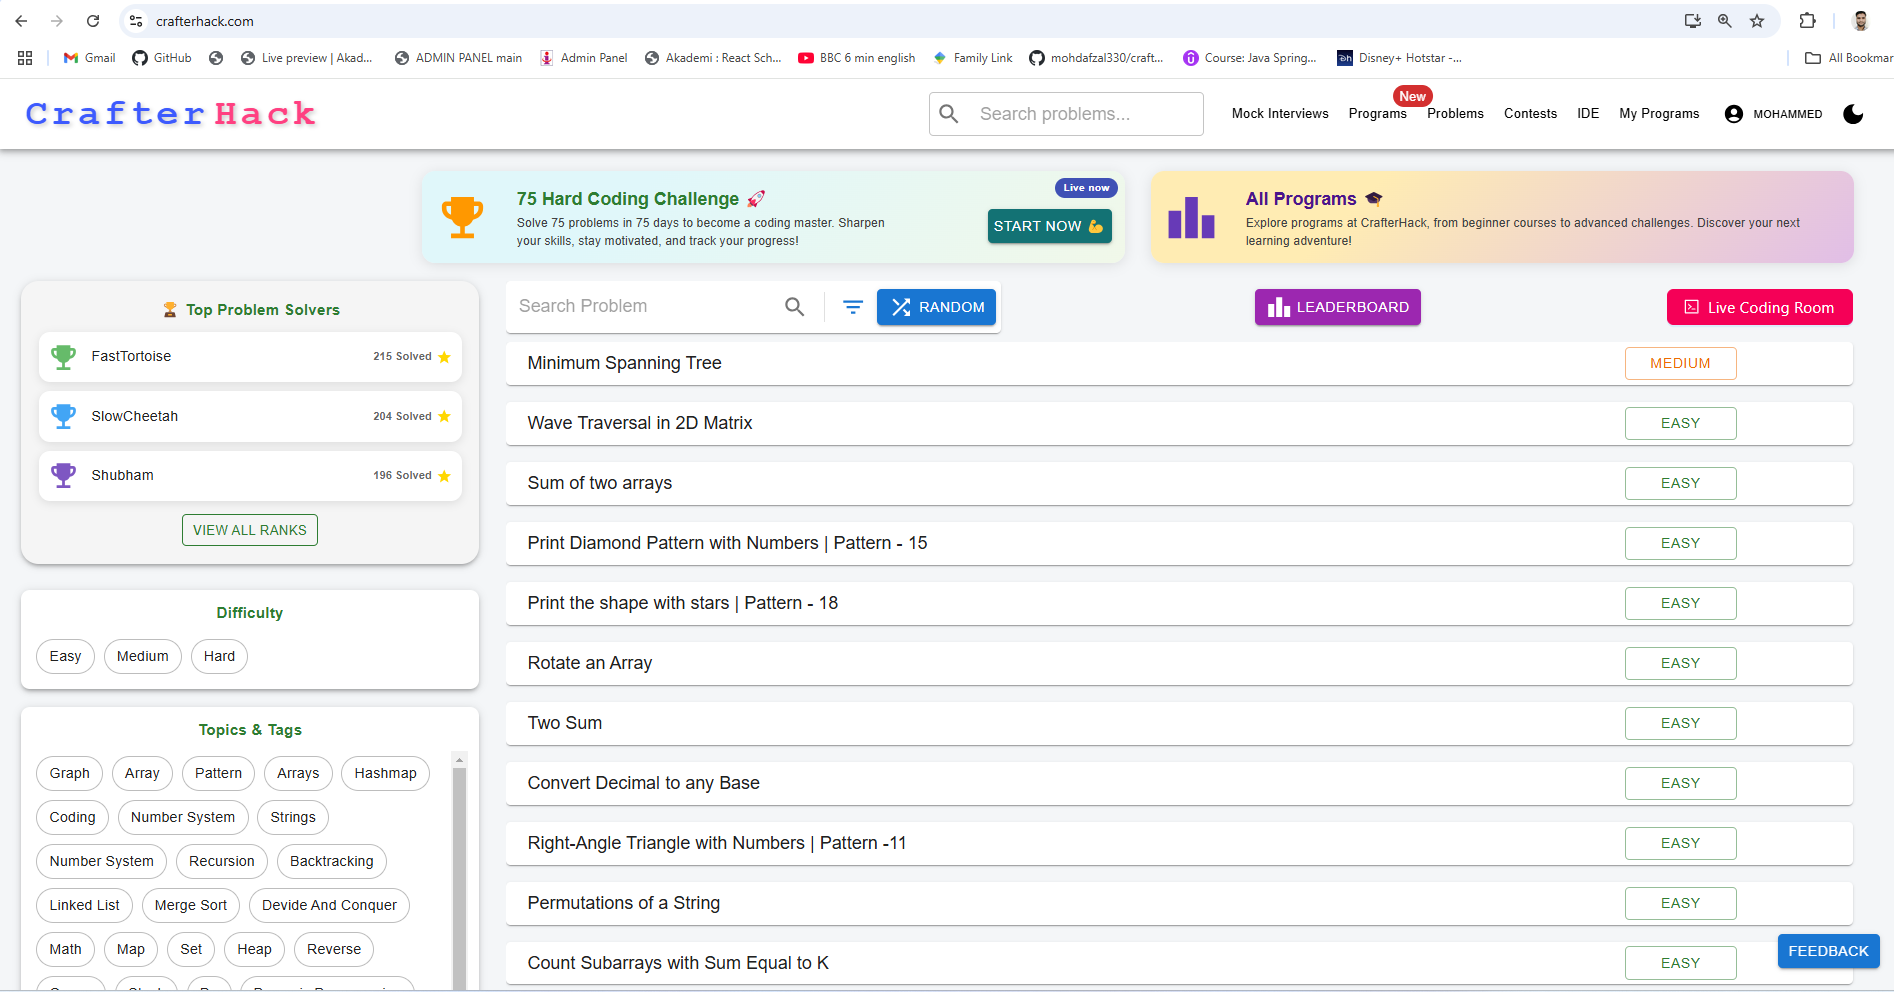 crafterhack.com
Gmail GitHub Live preview | Akad... ADMIN PANEL main Admin Panel Akademi : React Sch... BBC 6 min english Family Link mohdafzal330/craft... Course: Java Spring... Disney+ Hotstar -... All Bookmar
CrafterHack
Search problems...
Mock Interviews Programs New Problems Contests IDE My Programs MOHAMMED
75 Hard Coding Challenge 🚀
Live now
Solve 75 problems in 75 days to become a coding master. Sharpen
your skills, stay motivated, and track your progress!
START NOW 💪
All Programs 🎓
Explore programs at CrafterHack, from beginner courses to advanced challenges. Discover your next
learning adventure!
🏆 Top Problem Solvers
FastTortoise 215 Solved
SlowCheetah 204 Solved
Shubham 196 Solved
VIEW ALL RANKS
Difficulty
Easy Medium Hard
Topics & Tags
Graph Array Pattern Arrays Hashmap
Coding Number System Strings
Number System Recursion Backtracking
Linked List Merge Sort Devide And Conquer
Math Map Set Heap Reverse
Search Problem
RANDOM
LEADERBOARD
Live Coding Room
Minimum Spanning Tree MEDIUM
Wave Traversal in 2D Matrix EASY
Sum of two arrays EASY
Print Diamond Pattern with Numbers | Pattern - 15 EASY
Print the shape with stars | Pattern - 18 EASY
Rotate an Array EASY
Two Sum EASY
Convert Decimal to any Base EASY
Right-Angle Triangle with Numbers | Pattern -11 EASY
Permutations of a String EASY
Count Subarrays with Sum Equal to K EASY
FEEDBACK